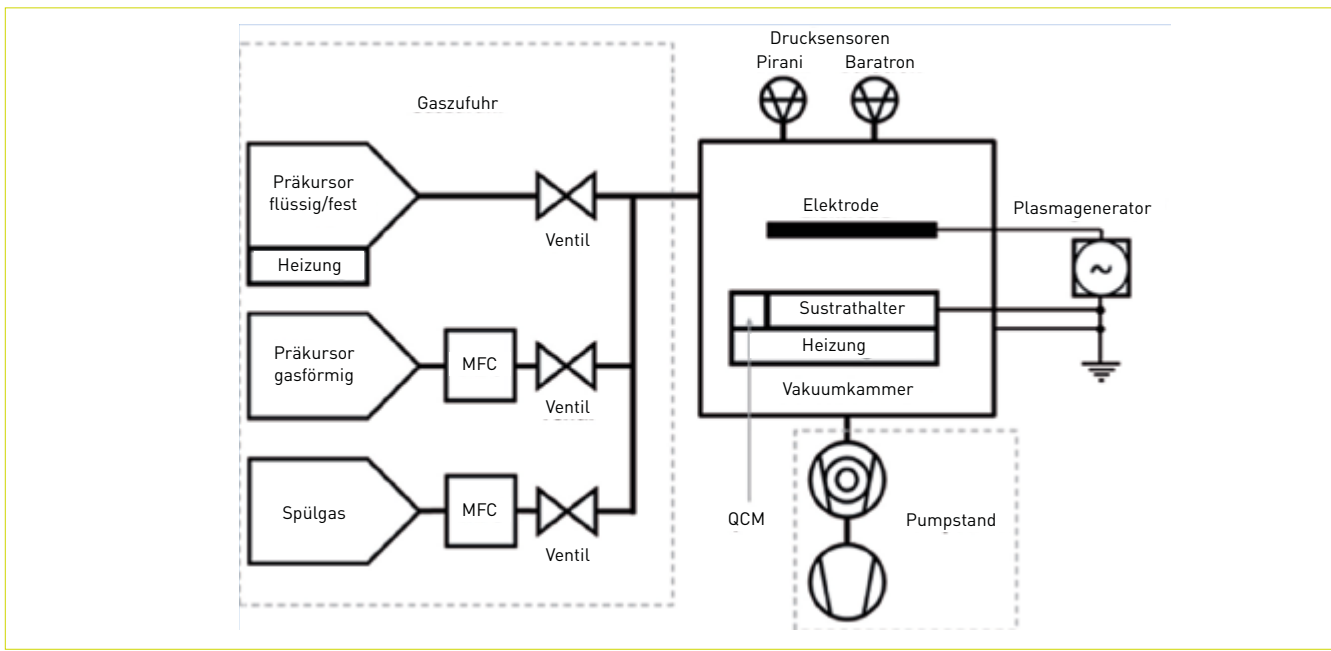 Drucksensoren
Pirani
Baratron
Gaszufuhr
Präkursor
flüssig/fest
Heizung
Ventil
Präkursor
gasförmig
MFC
Ventil
Spülgas
MFC
Ventil
Elektrode
Plasmagenerator
~
Sustrathalter
Heizung
Vakuumkammer
QCM
Pumpstand